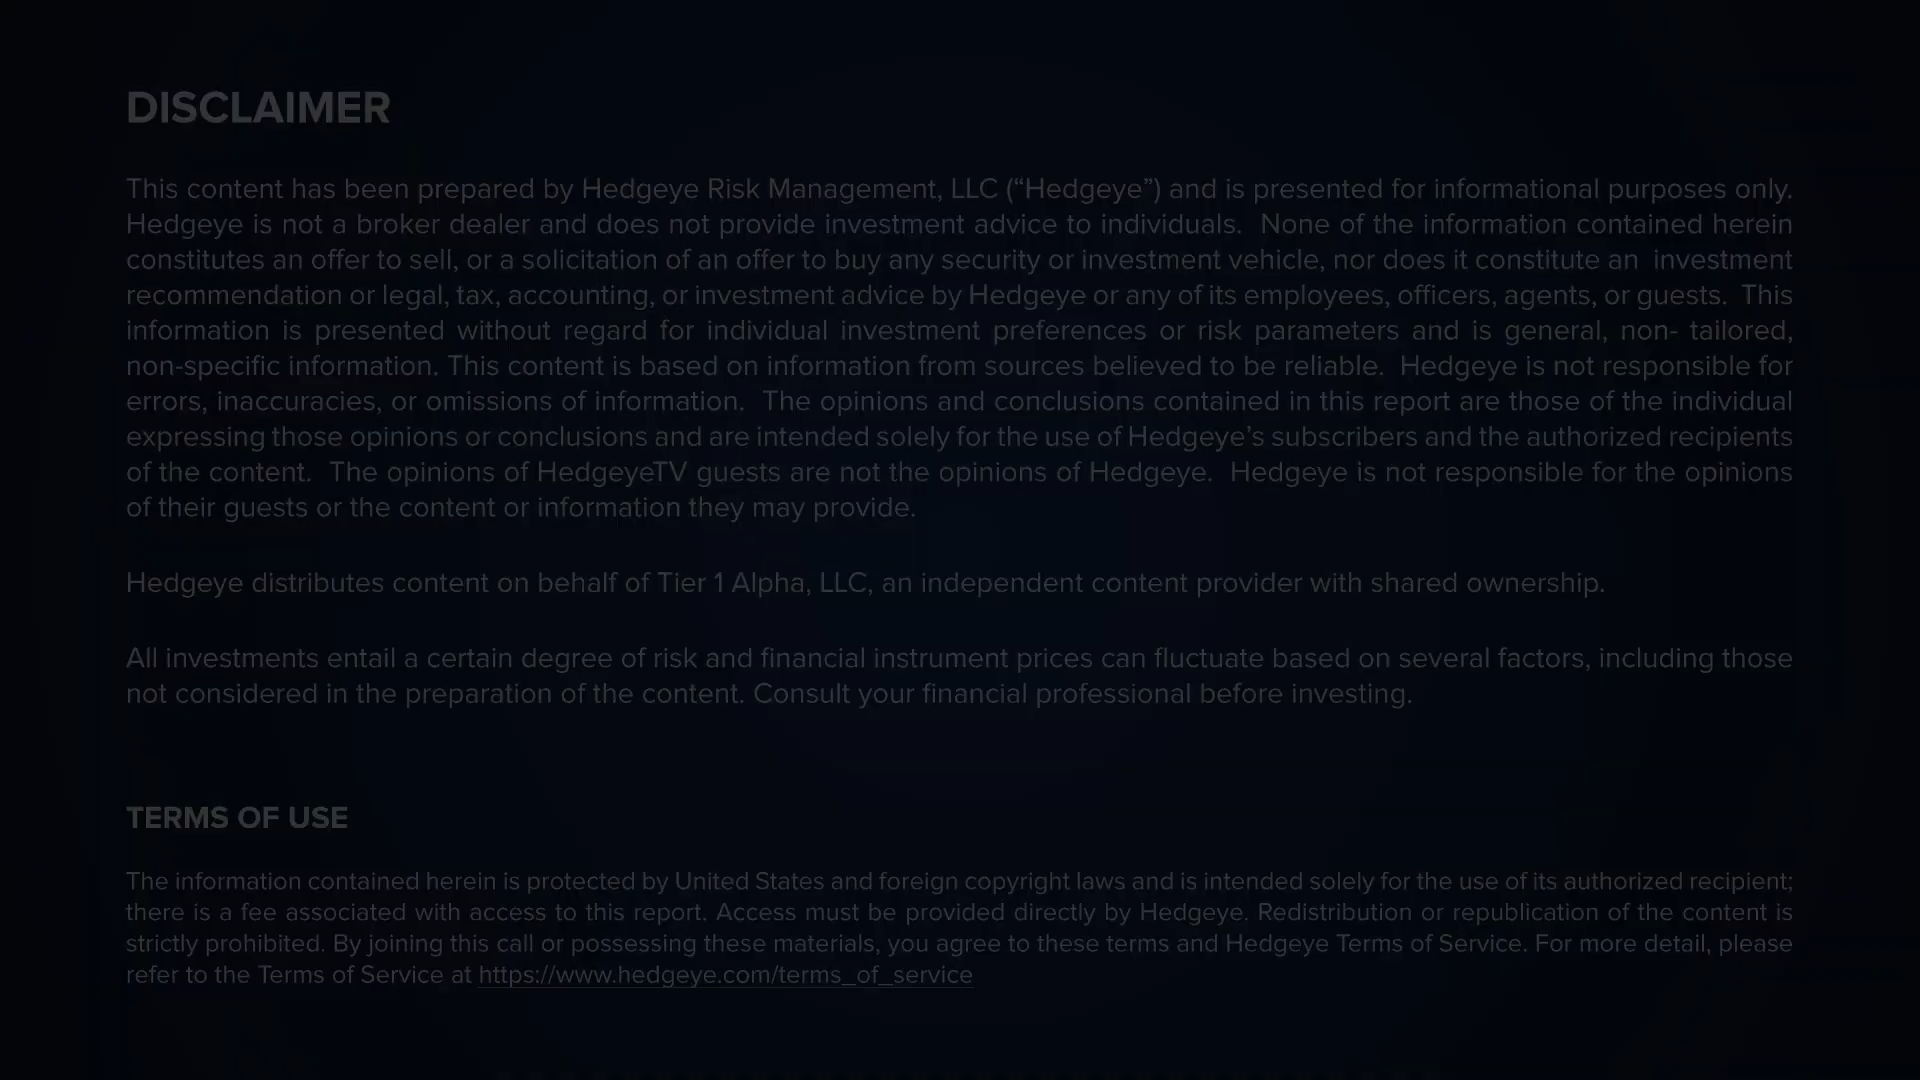 DISCLAIMER
This content has been prepared by Hedgeye Risk Management, LLC (“Hedgeye”) and is presented for informational purposes only.
Hedgeye is not a broker dealer and does not provide investment advice to individuals. None of the information contained herein
constitutes an offer to sell, or a solicitation of an offer to buy any security or investment vehicle, nor does it constitute an investment
recommendation or legal, tax, accounting, or investment advice by Hedgeye or any of its employees, officers, agents, or guests. This
information is presented without regard for individual investment preferences or risk parameters and is general, non- tailored,
non-specific information. This content is based on information from sources believed to be reliable. Hedgeye is not responsible for
errors, inaccuracies, or omissions of information. The opinions and conclusions contained in this report are those of the individual
expressing those opinions or conclusions and are intended solely for the use of Hedgeye’s subscribers and the authorized recipients
of the content. The opinions of HedgeyeTV guests are not the opinions of Hedgeye. Hedgeye is not responsible for the opinions
of their guests or the content or information they may provide.
Hedgeye distributes content on behalf of Tier 1 Alpha, LLC, an independent content provider with shared ownership.
All investments entail a certain degree of risk and financial instrument prices can fluctuate based on several factors, including those
not considered in the preparation of the content. Consult your financial professional before investing.
TERMS OF USE
The information contained herein is protected by United States and foreign copyright laws and is intended solely for the use of its authorized recipient;
there is a fee associated with access to this report. Access must be provided directly by Hedgeye. Redistribution or republication of the content is
strictly prohibited. By joining this call or possessing these materials, you agree to these terms and Hedgeye Terms of Service. For more detail, please
refer to the Terms of Service at https://www.hedgeye.com/terms_of_service